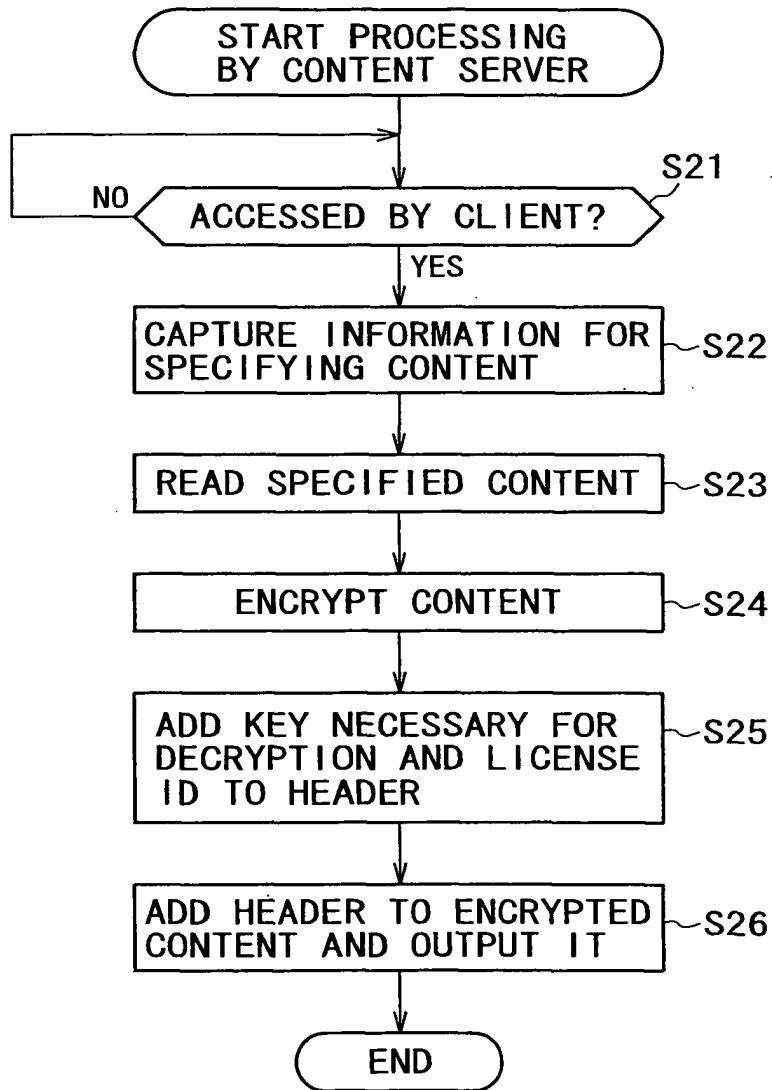 START PROCESSING
BY CONTENT SERVER
S21
NO
ACCESSED BY CLIENT?
YES
CAPTURE INFORMATION FOR
SPECIFYING CONTENT
S22
READ SPECIFIED CONTENT
S23
ENCRYPT CONTENT
S24
ADD KEY NECESSARY FOR
DECRYPTION AND LICENSE
ID TO HEADER
S25
ADD HEADER TO ENCRYPTED
CONTENT AND OUTPUT IT
S26
END